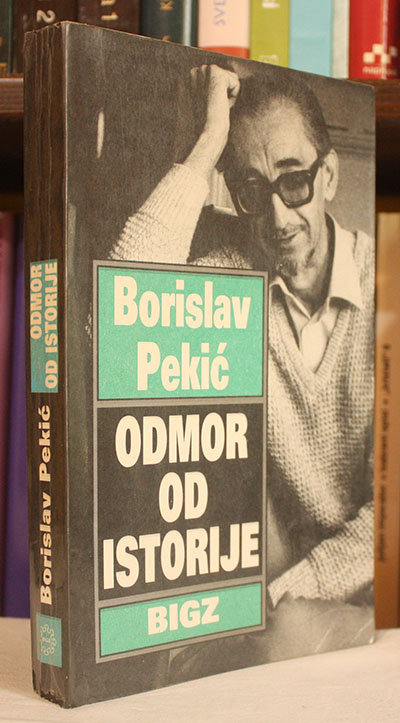 Borislav
Pekić
ODMOR
OD
ISTORIJE
BIGZ
Borislav Pekić
ODMOR
OD ISTORIJE